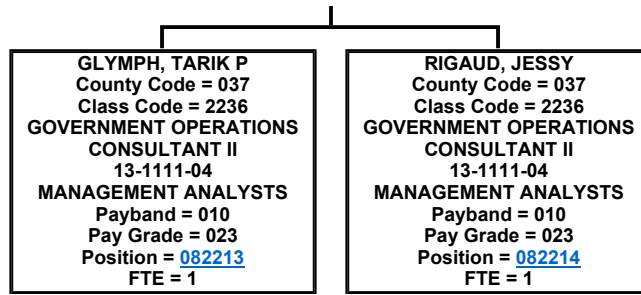 GLYMPH, TARIK P
County Code = 037
Class Code = 2236
GOVERNMENT OPERATIONS
CONSULTANT II
13-1111-04
MANAGEMENT ANALYSTS
Payband = 010
Pay Grade = 023
Position = 082213
FTE = 1
RIGAUD, JESSY
County Code = 037
Class Code = 2236
GOVERNMENT OPERATIONS
CONSULTANT II
13-1111-04
MANAGEMENT ANALYSTS
Payband = 010
Pay Grade = 023
Position = 082214
FTE = 1